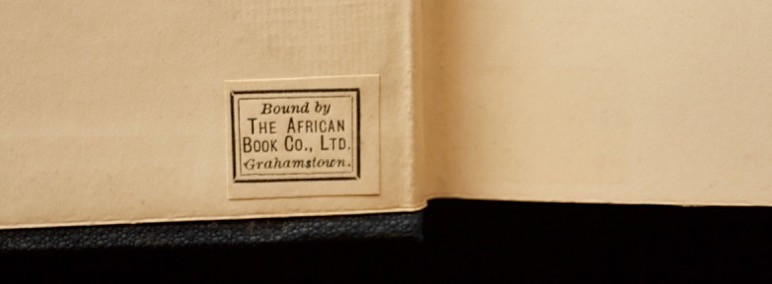 Bound by
THE AFRICAN
BOOK CO., LTD.
Grahamstown.